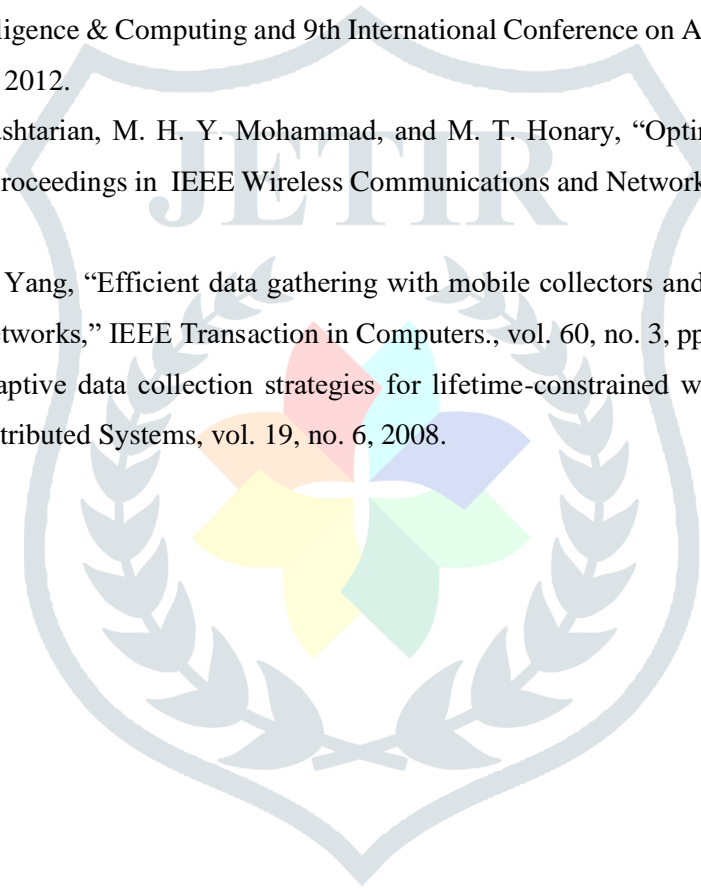 ligence & Computing and 9th International Conference on A
2012.
ashtarian, M. H. Y. Mohammad, and M. T. Honary, “Optir
roceedings in IEEE Wireless Communications and Network
JETIR
Yang, “Efficient data gathering with mobile collectors and
etworks,” IEEE Transaction in Computers., vol. 60, no. 3, pp
aptive data collection strategies for lifetime-constrained w
tributed Systems, vol. 19, no. 6, 2008.